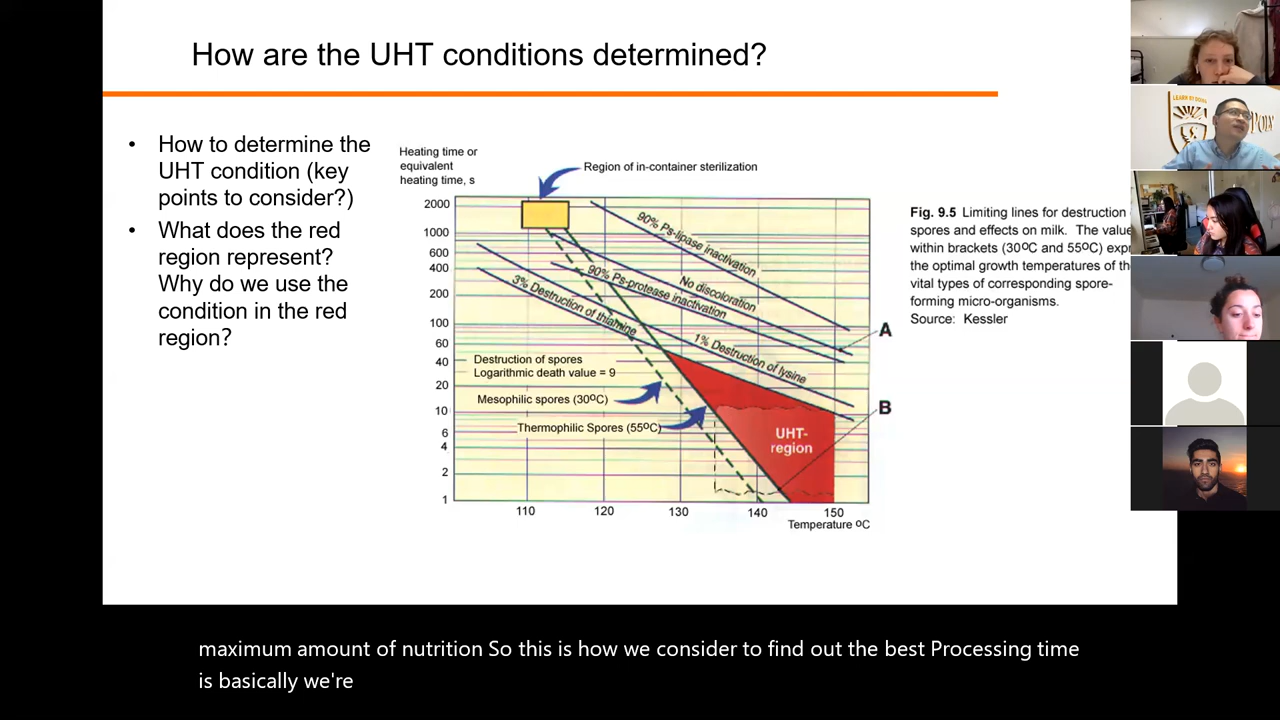 How are the UHT conditions determined?
• How to determine the
UHT condition (key
points to consider?)
• What does the red
region represent?
Why do we use the
condition in the red
region?
Heating time or
equivalent
heating time, s
Region of in-container sterilization
2000
1000
600
400
200
100
60
40
20
10
6
4
2
1
90% Ps-lipase inactivation
No discoloration
90% Ps-protease inactivation
3% Destruction of thiamine
1% Destruction of lysine
Destruction of spores
Logarithmic death value = 9
Mesophilic spores (30ºC)
Thermophilic Spores (55ºC)
UHT-
region
A
B
110 120 130 140 150
Temperature ºC
Fig. 9.5 Limiting lines for destruction
spores and effects on milk. The value
within brackets (30ºC and 55ºC) expr
the optimal growth temperatures of th
vital types of corresponding spore-
forming micro-organisms.
Source: Kessler
LEARN BY DOING
POLY
maximum amount of nutrition So this is how we consider to find out the best Processing time
is basically we're